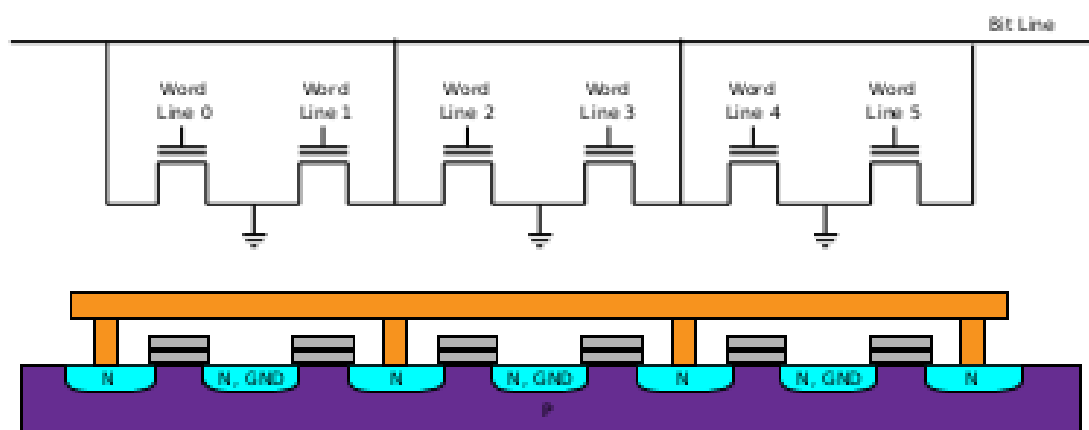 Bit Line
Word
Line 0
Word
Line 1
Word
Line 2
Word
Line 3
Word
Line 4
Word
Line 5
N
N, GND
N
N, GND
N
N, GND
N
P